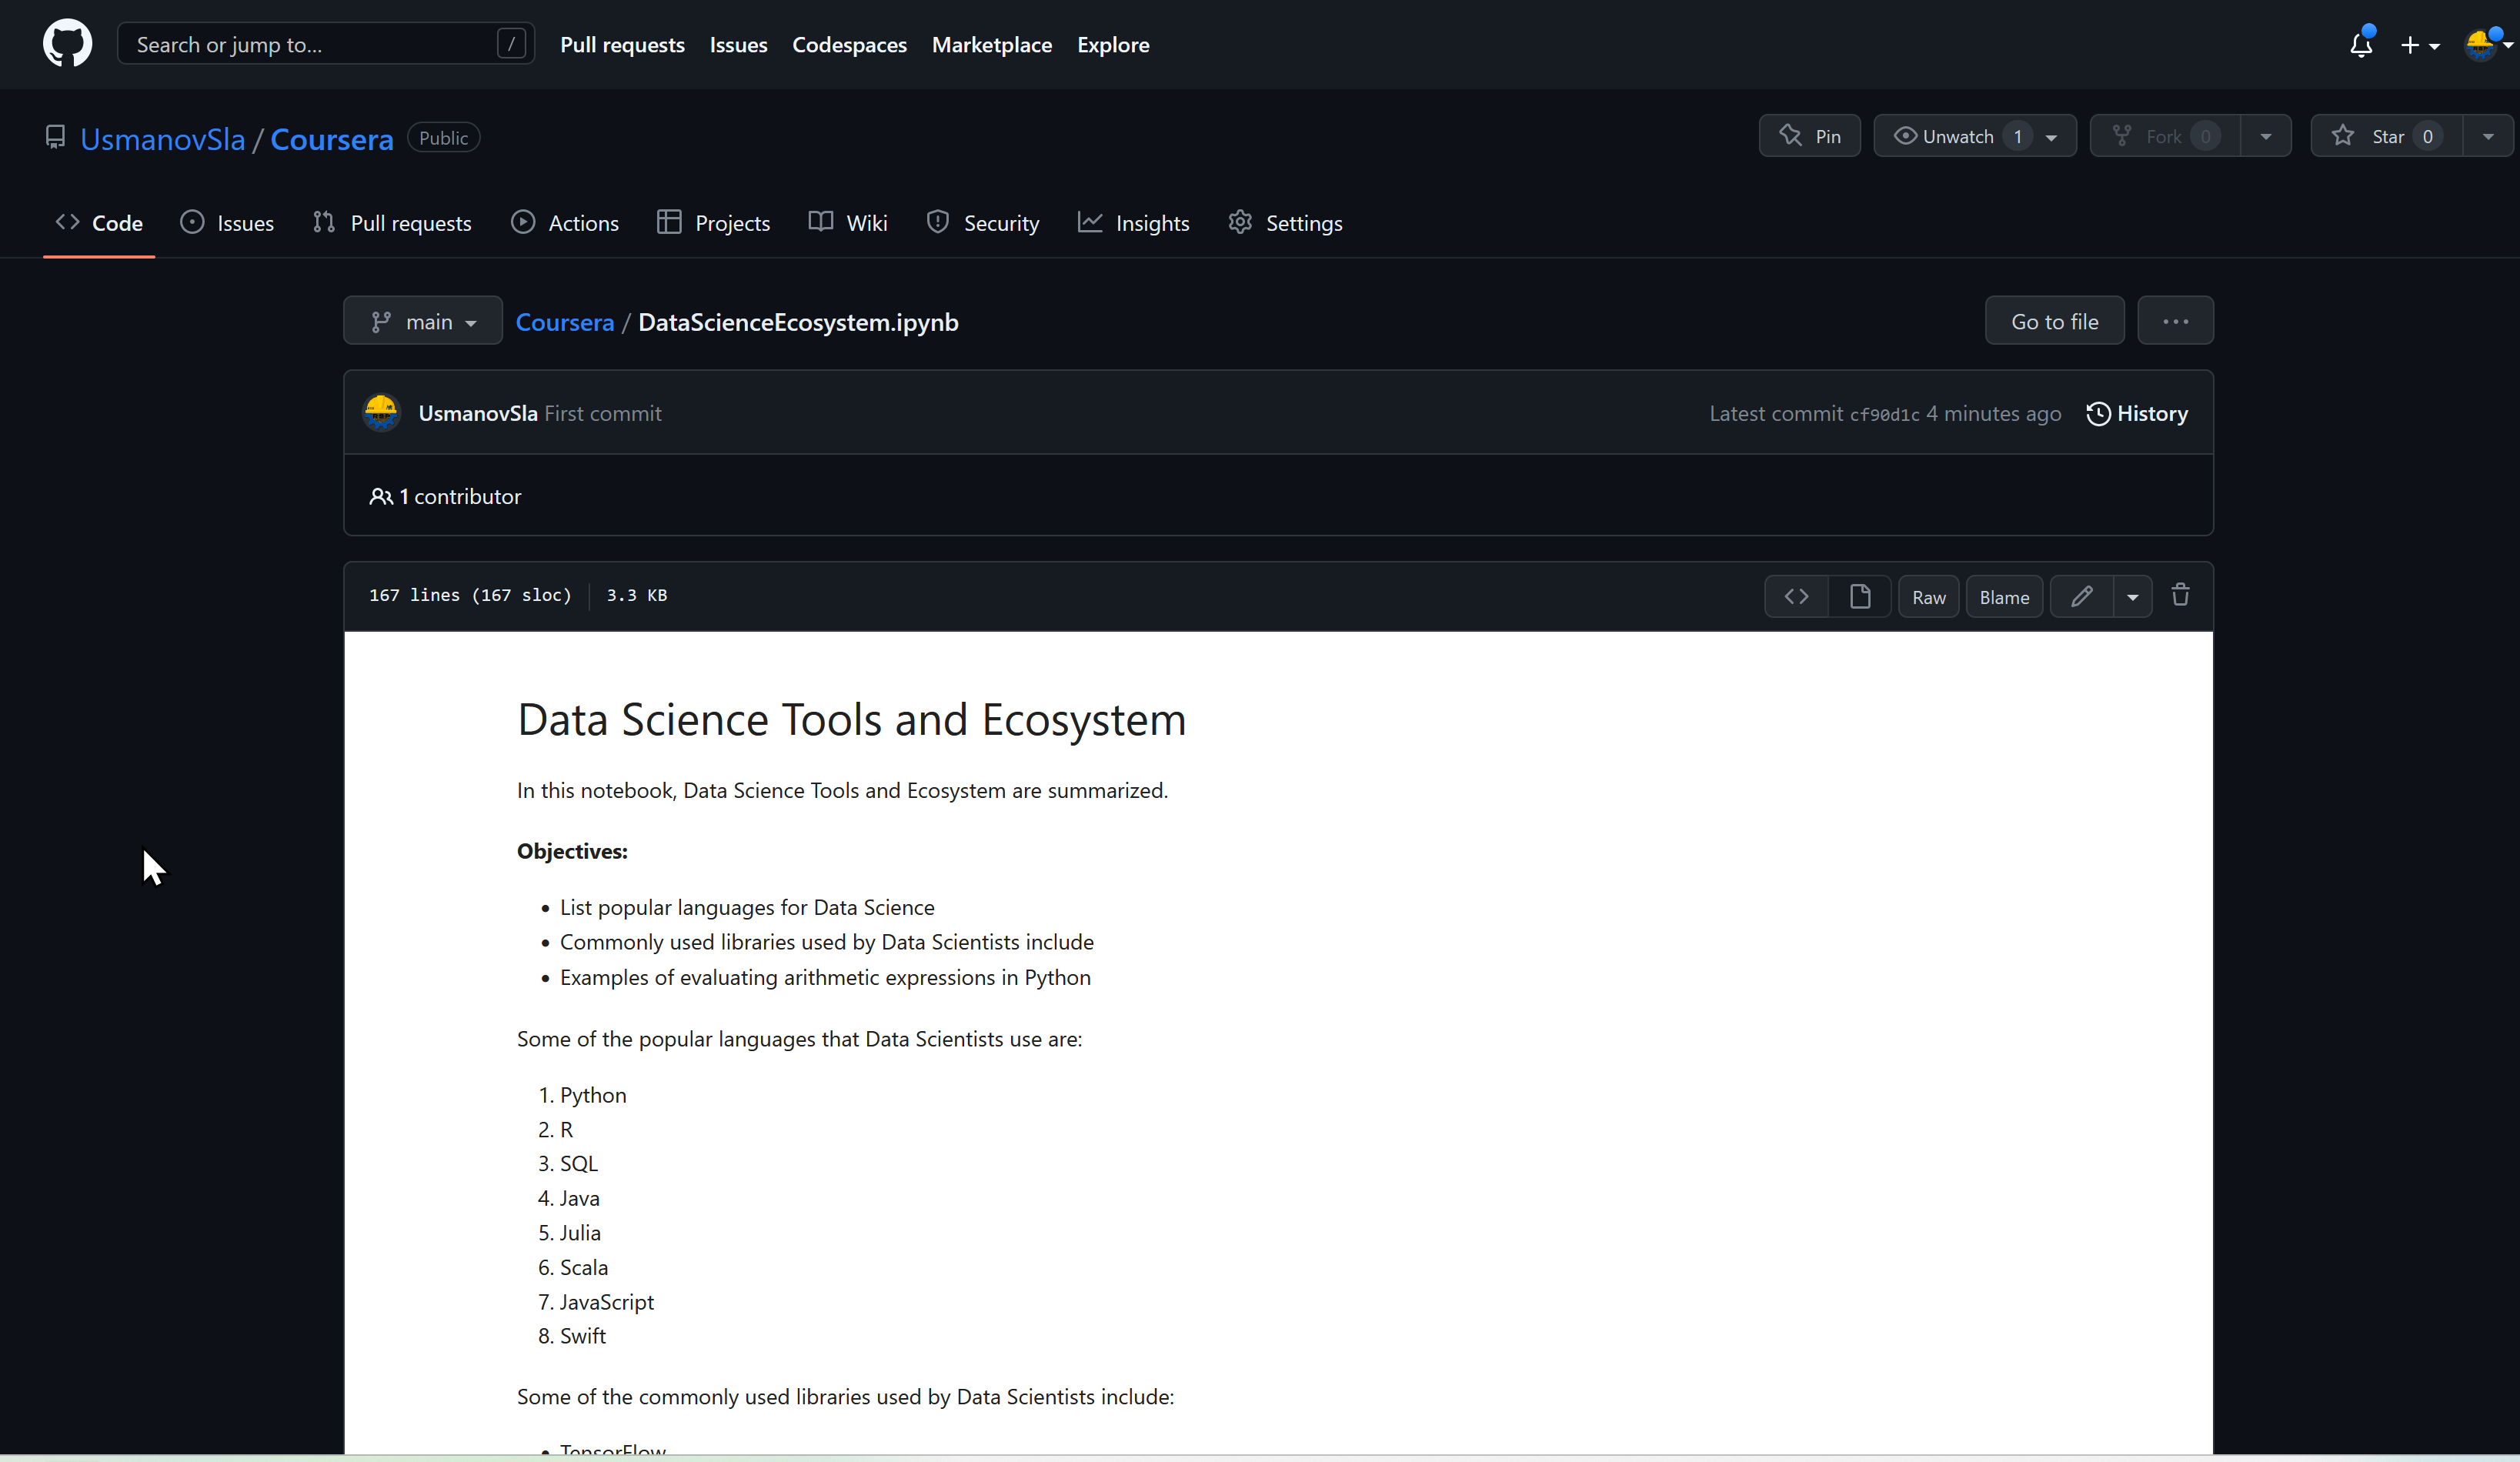 Search or jump to... /
Pull requests Issues Codespaces Marketplace Explore
UsmanovSla / Coursera Public
Pin Unwatch 1 Fork 0 Star 0
Code Issues Pull requests Actions Projects Wiki Security Insights Settings
main Coursera / DataScienceEcosystem.ipynb Go to file ...
UsmanovSla First commit Latest commit cf90d1c 4 minutes ago History
1 contributor
167 lines (167 sloc) 3.3 KB <> Raw Blame
Data Science Tools and Ecosystem
In this notebook, Data Science Tools and Ecosystem are summarized.
Objectives:
• List popular languages for Data Science
• Commonly used libraries used by Data Scientists include
• Examples of evaluating arithmetic expressions in Python
Some of the popular languages that Data Scientists use are:
1. Python
2. R
3. SQL
4. Java
5. Julia
6. Scala
7. JavaScript
8. Swift
Some of the commonly used libraries used by Data Scientists include:
• TensorFlow